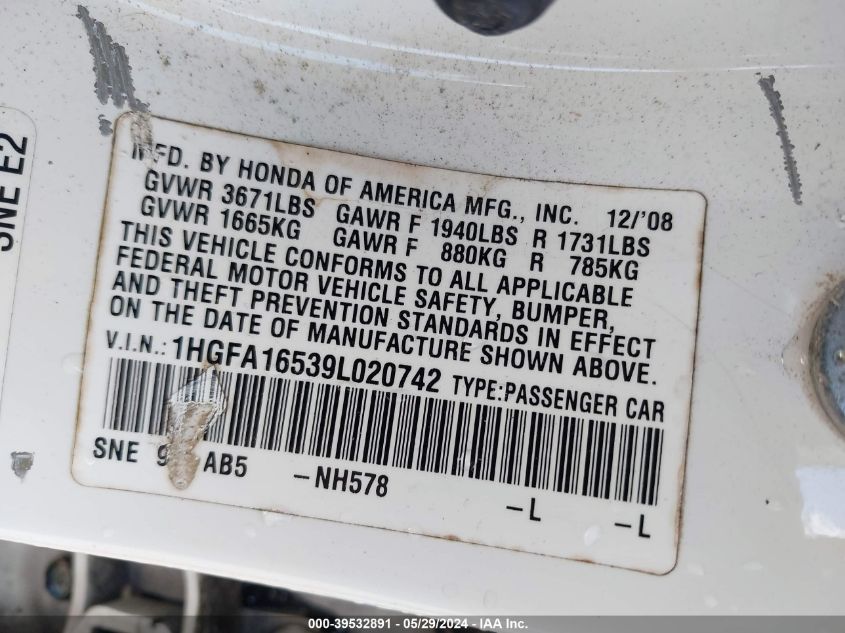 SNE E2
MFD. BY HONDA OF AMERICA MFG., INC. 12/'08
GVWR 3671LBS GAWR F 1940LBS R 1731LBS
GVWR 1665KG GAWR F 880KG R 785KG
THIS VEHICLE CONFORMS TO ALL APPLICABLE
FEDERAL MOTOR VEHICLE SAFETY, BUMPER,
AND THEFT PREVENTION STANDARDS IN EFFECT
ON THE DATE OF MANUFACTURE SHOWN ABOVE.
V.I.N.: 1HGFA16539L020742 TYPE:PASSENGER CAR
SNE AB5 -NH578 -L -L
000-39532891 - 05/29/2024 - IAA Inc.